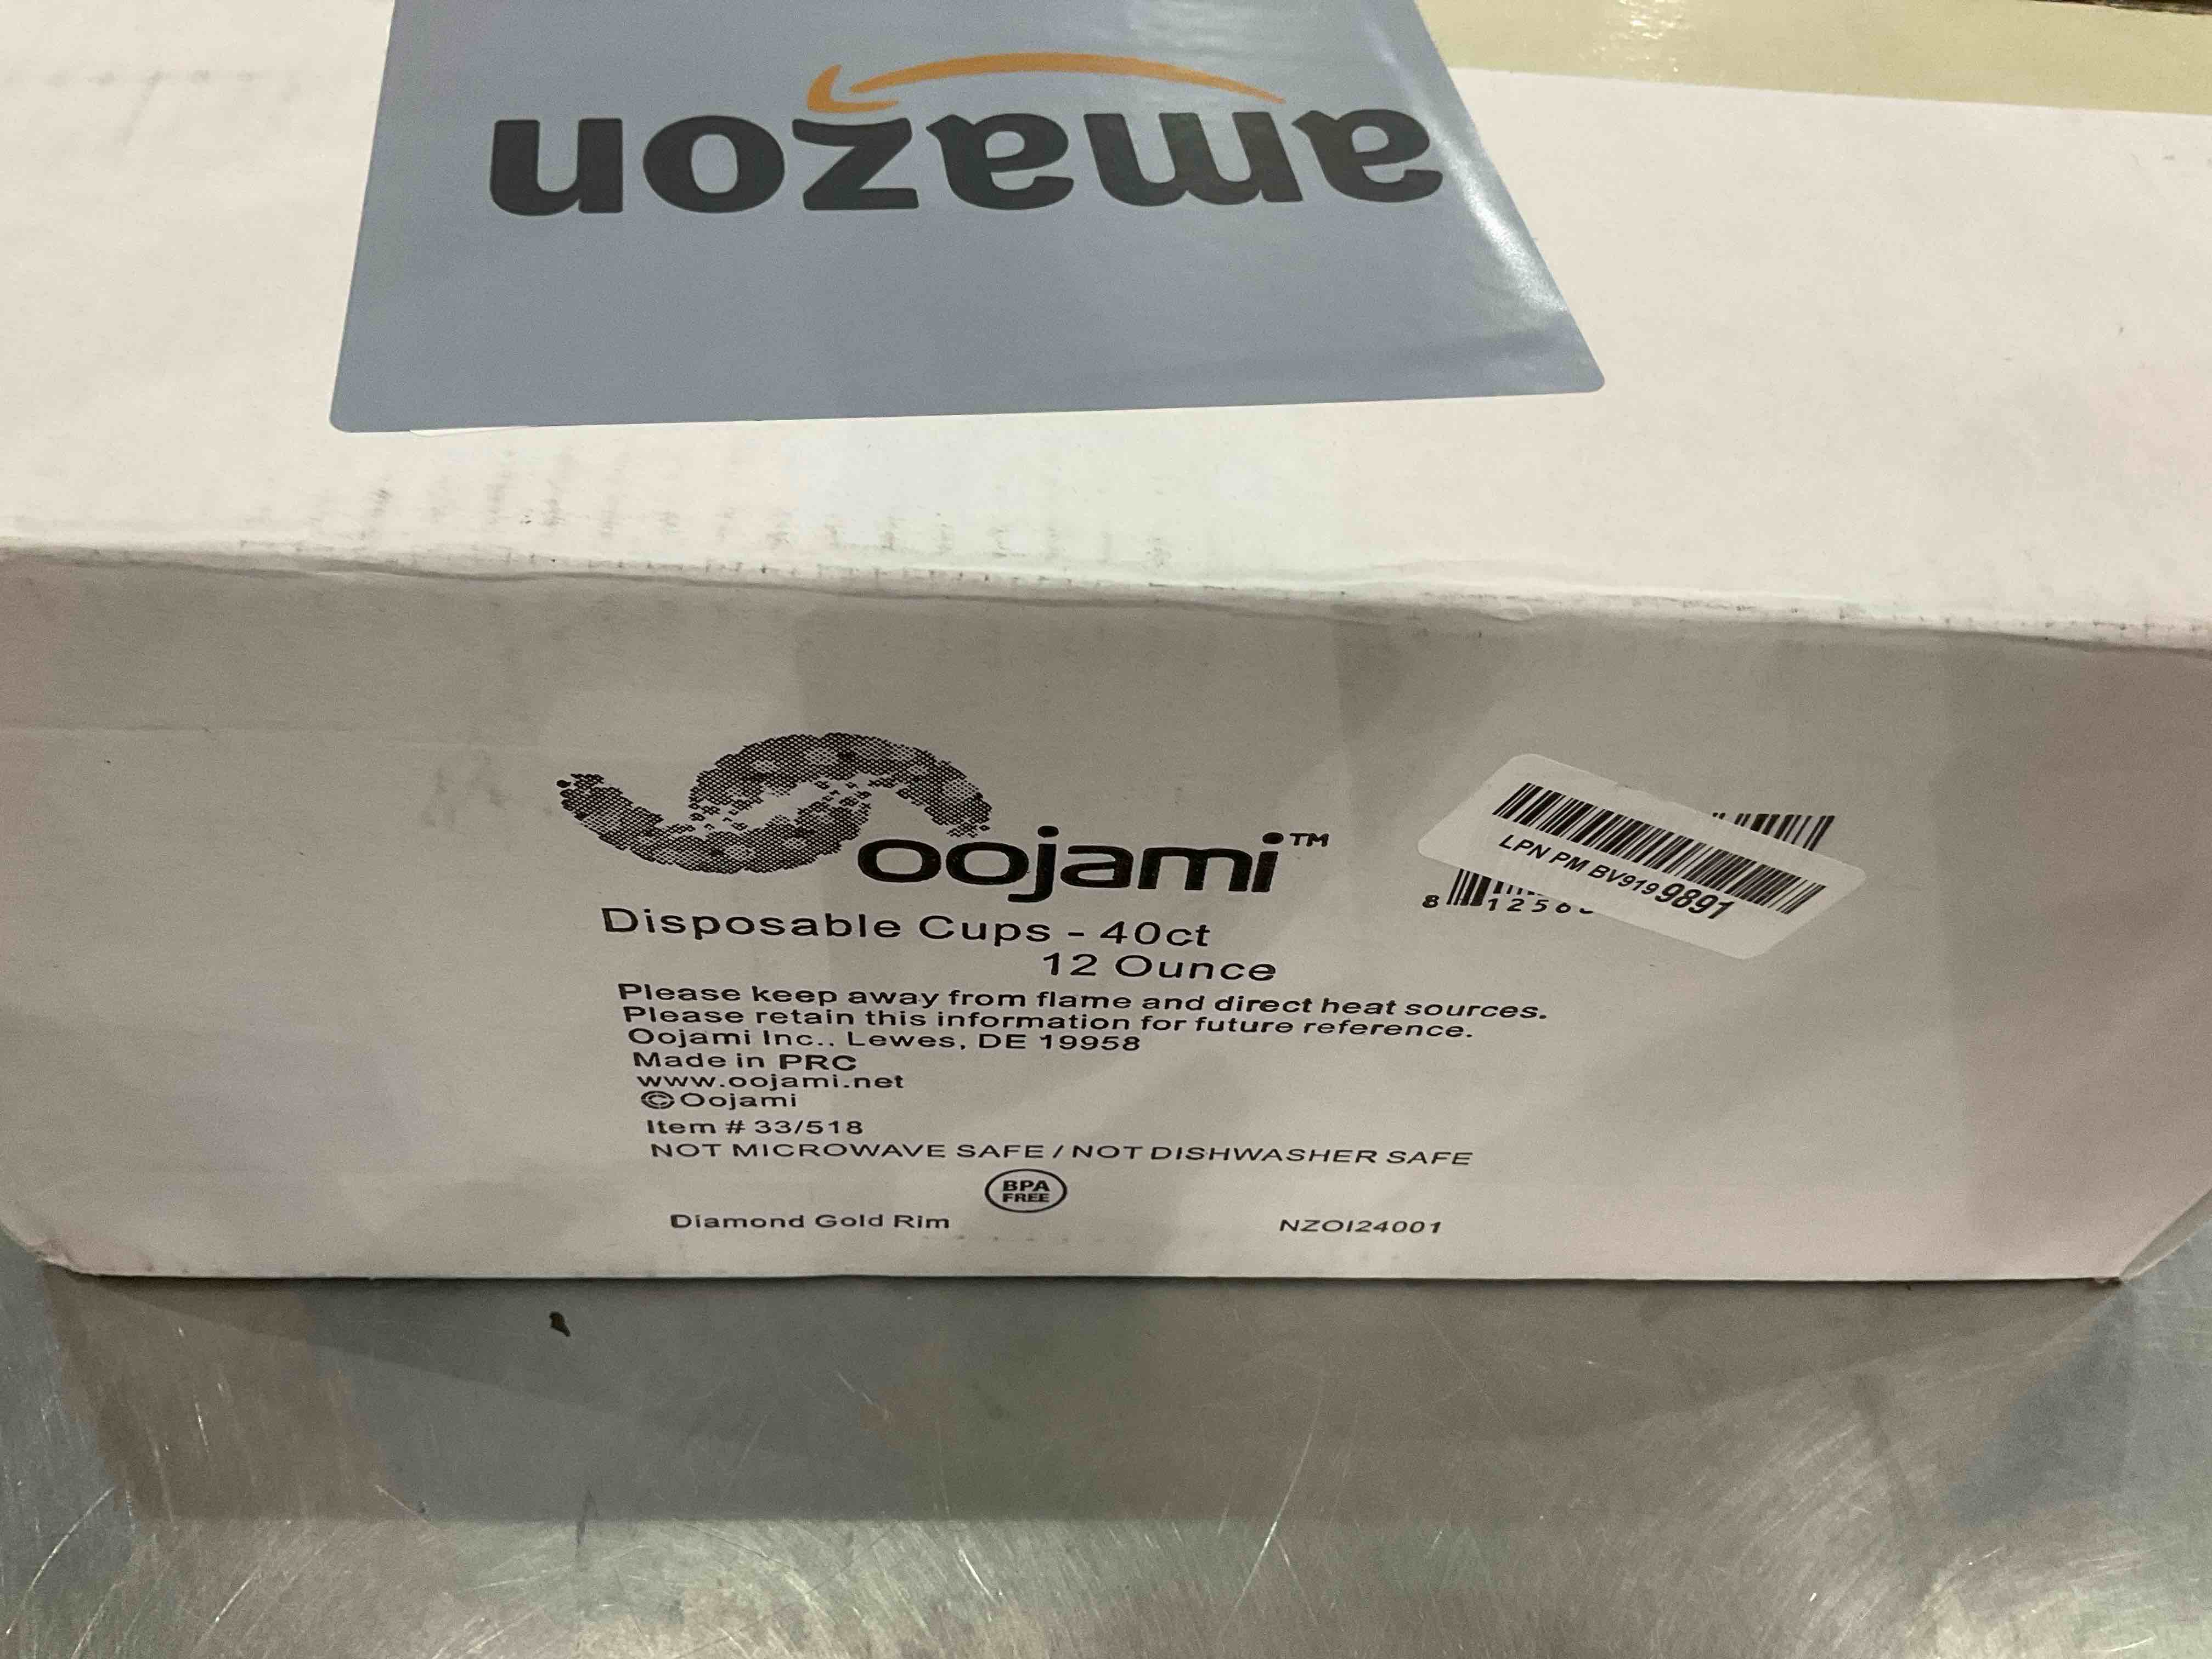 amazon
oojami™
Disposable Cups - 40ct
12 Ounce
Please keep away from flame and direct heat sources.
Please retain this information for future reference.
Oojami Inc., Lewes, DE 19958
Made in PRC
www.oojami.net
©Oojami
Item # 33/518
NOT MICROWAVE SAFE / NOT DISHWASHER SAFE
BPA
FREE
Diamond Gold Rim
NZOI24001
LPN PM BV9199891
8 1256